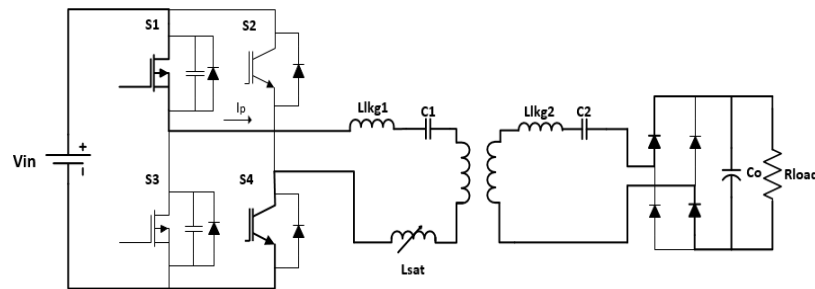 S1
S2
Ip
Llkg1
C1
Llkg2
C2
Vin
+
S3
S4
Lsat
Co
Rload